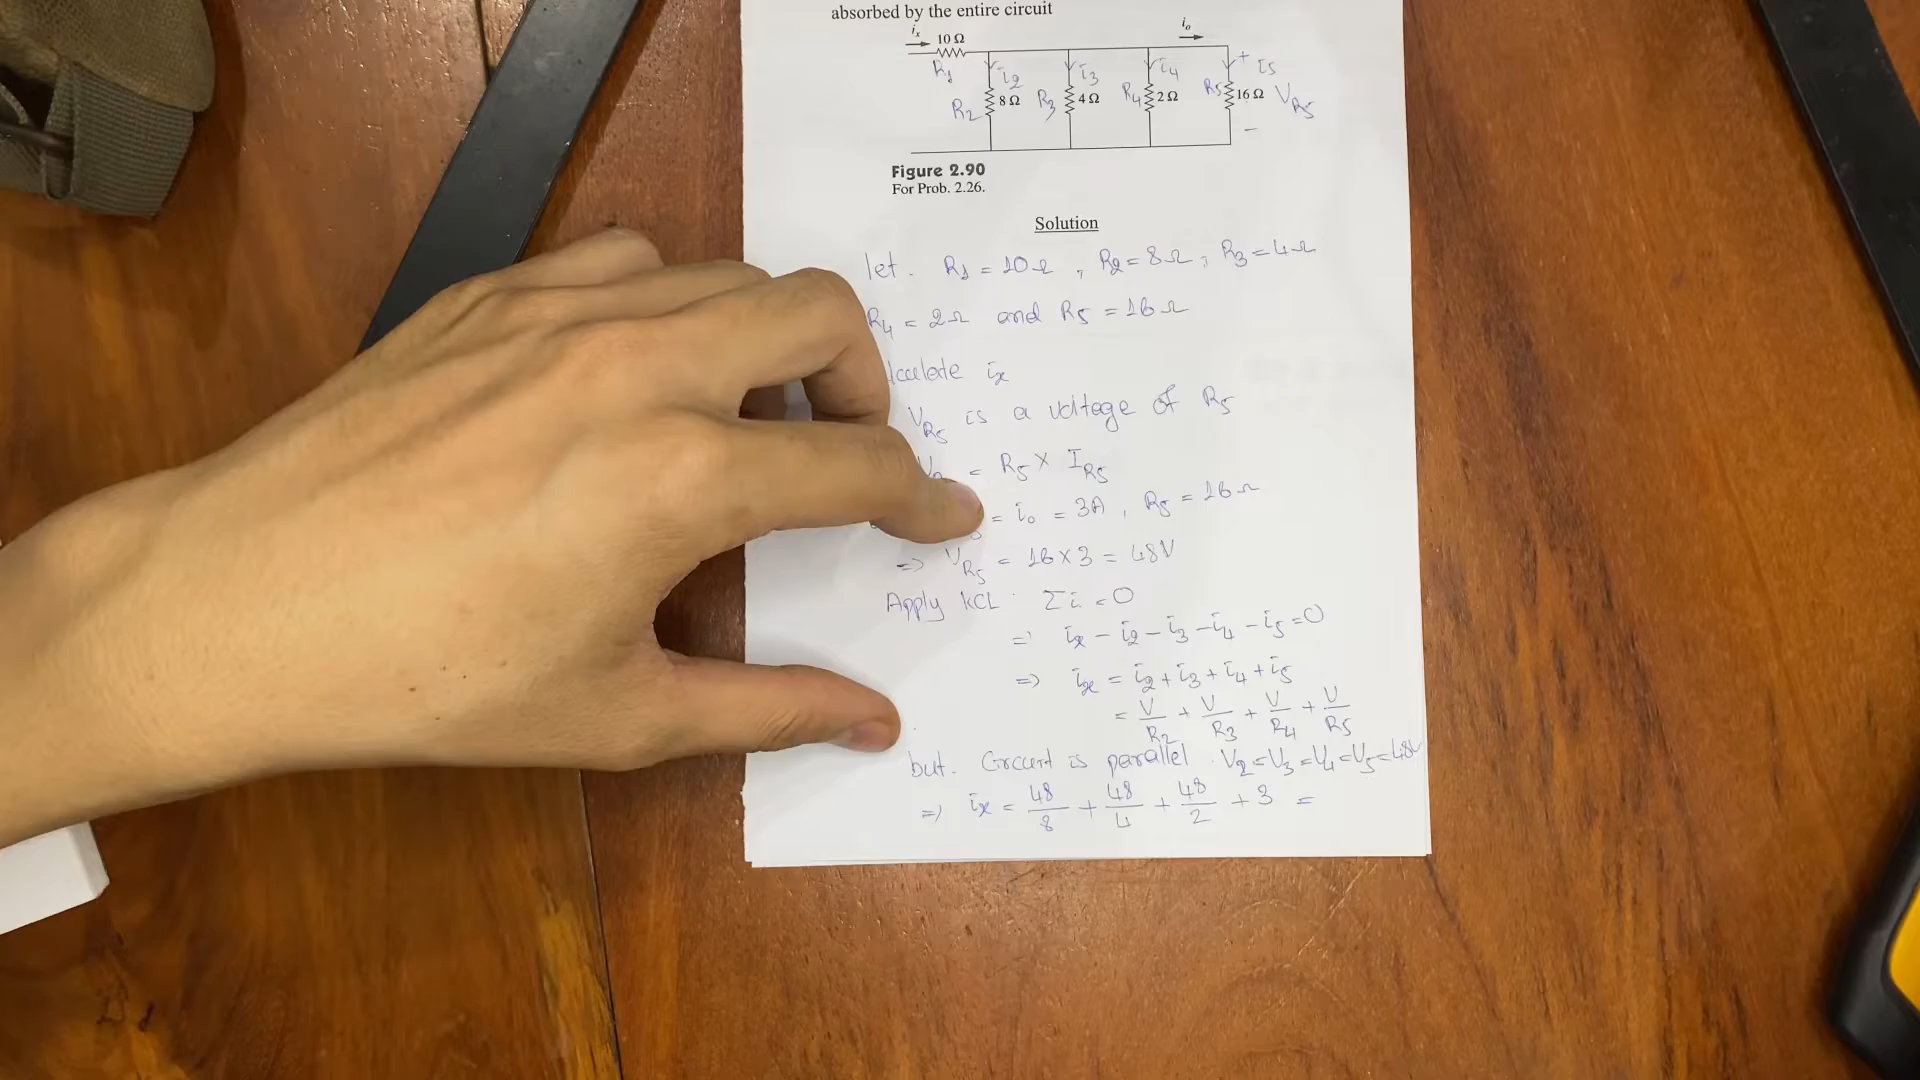 absorbed by the entire circuit
iₓ 10 Ω i₀
R₁ i₂ i₃ i₄ + i₅
R₂ 8 Ω R₃ 4 Ω R₄ 2 Ω R₅ 16 Ω V_R₅
−
Figure 2.90
For Prob. 2.26.
Solution
let. R₁ = 10Ω , R₂ = 8Ω , R₃ = 4Ω
R₄ = 2Ω and R₅ = 16Ω
lculate iₓ
V_R₅ is a voltage of R₅
= R₅ × I_R₅
= i₀ = 3A , R₅ = 16Ω
=> V_R₅ = 16 × 3 = 48V
Apply KCL : Σi = 0
=> iₓ − i₂ − i₃ − i₄ − i₅ = 0
=> iₓ = i₂ + i₃ + i₄ + i₅
= V/R₂ + V/R₃ + V/R₄ + V/R₅
but. Circuit is parallel. V₂ = V₃ = V₄ = V₅ = 48V
=> iₓ = 48/8 + 48/4 + 48/2 + 3 =